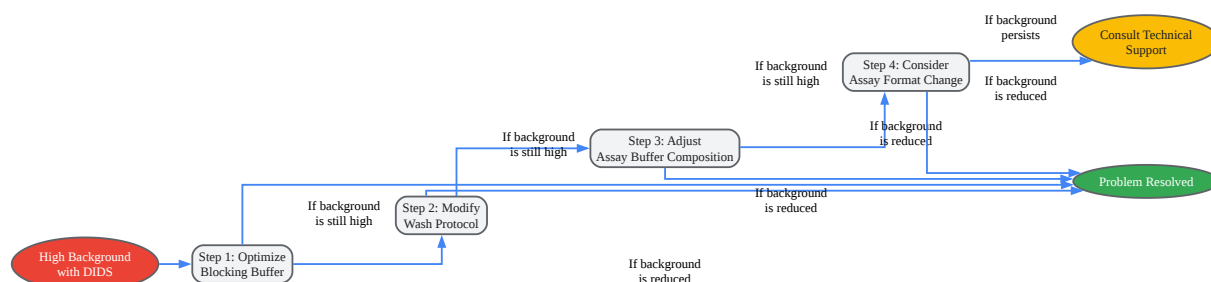 If background
persists
Consult Technical
Support
If background
is still high
Step 4: Consider
Assay Format Change
If background
is reduced
If background
is still high
Step 3: Adjust
Assay Buffer Composition
If background
is reduced
Problem Resolved
If background
is still high
Step 2: Modify
Wash Protocol
If background
is reduced
High Background
with DIDS
Step 1: Optimize
Blocking Buffer
If background
is reduced